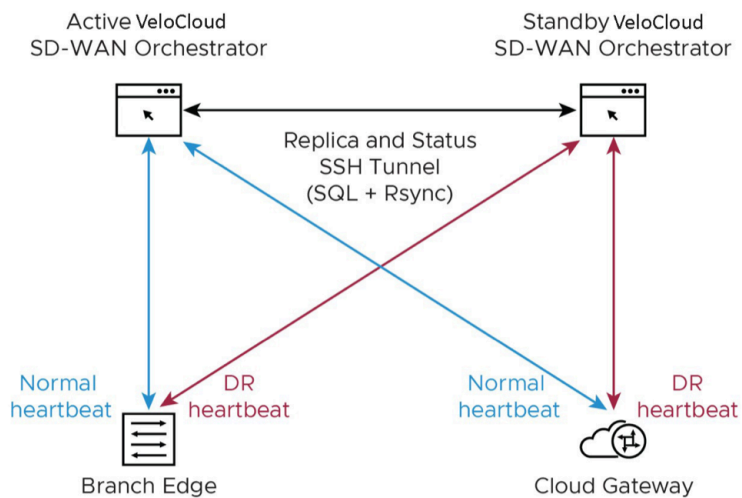 Active VeloCloud
SD-WAN Orchestrator
Standby VeloCloud
SD-WAN Orchestrator
Replica and Status
SSH Tunnel
(SQL + Rsync)
Normal
heartbeat
DR
heartbeat
Normal
heartbeat
DR
heartbeat
Branch Edge
Cloud Gateway